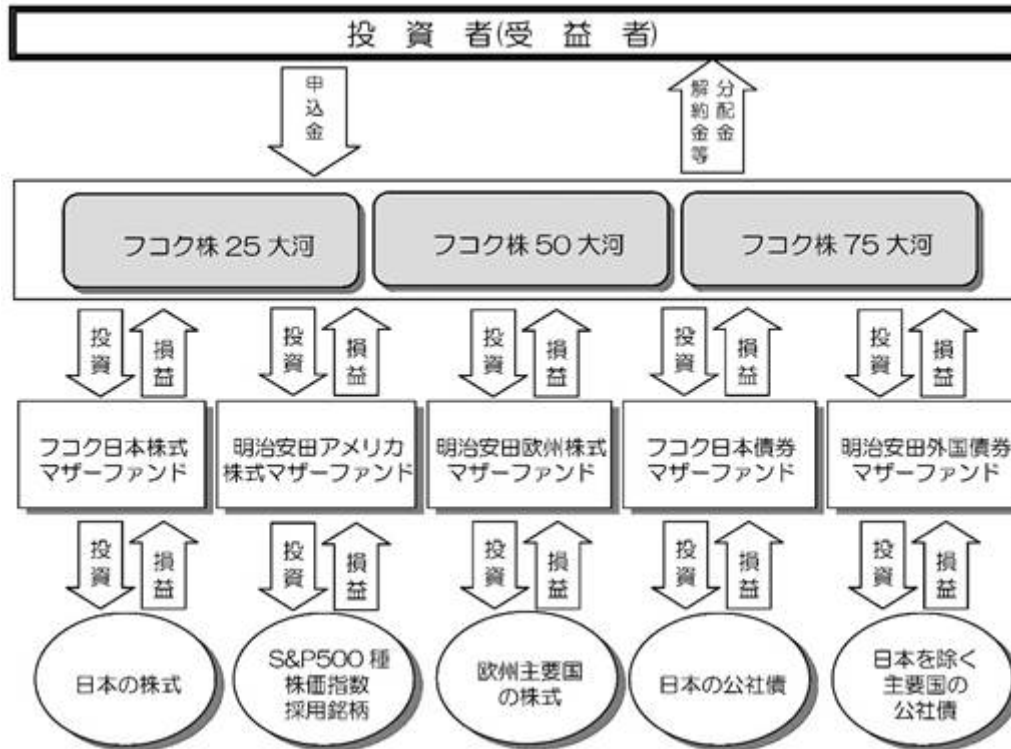 投資者(受益者)
申込金
分配金
解約金等
フコク株25大河
フコク株50大河
フコク株75大河
投資
損益
投資
損益
投資
損益
投資
損益
投資
損益
フコク日本株式
マザーファンド
明治安田アメリカ
株式マザーファンド
明治安田欧州株式
マザーファンド
フコク日本債券
マザーファンド
明治安田外国債券
マザーファンド
投資
損益
投資
損益
投資
損益
投資
損益
投資
損益
日本の株式
S&P500種
株価指数
採用銘柄
欧州主要国
の株式
日本の公社債
日本を除く
主要国の
公社債